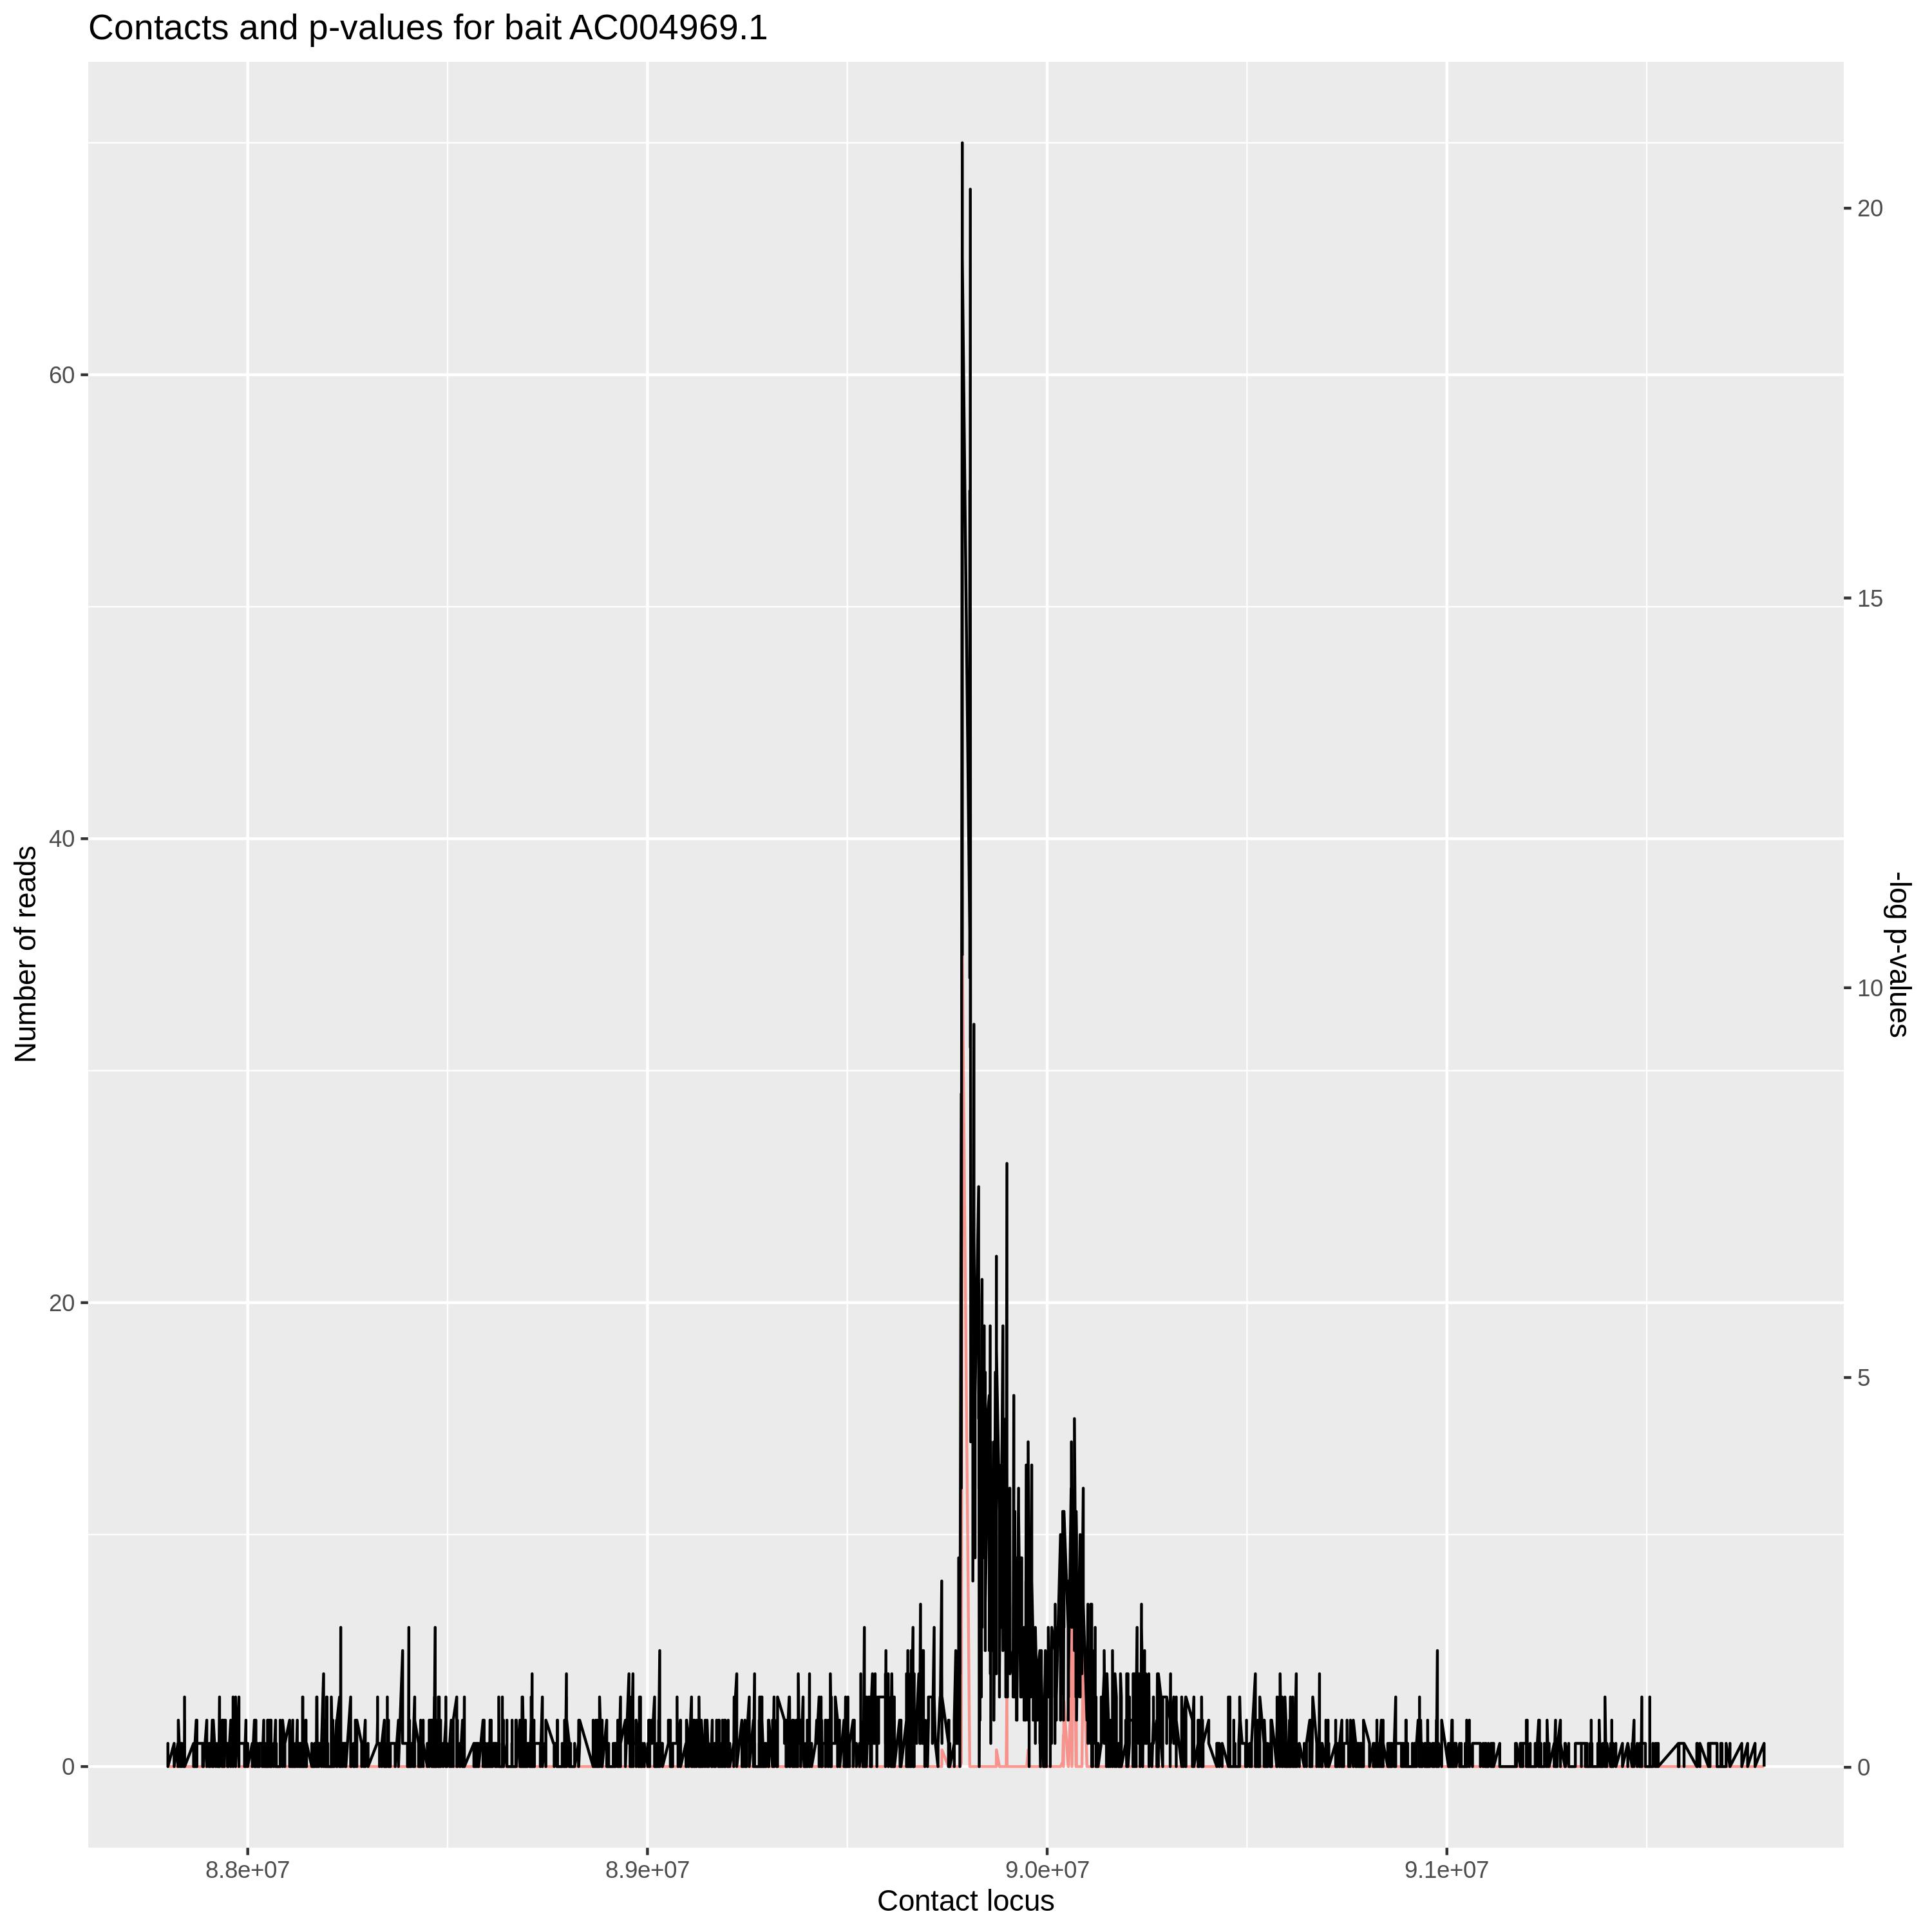 Contacts and p-values for bait AC004969.1
Number of reads
60
40
20
0
20
15
10
5
0
-log p-values
8.8e+07
8.9e+07
9.0e+07
9.1e+07
Contact locus